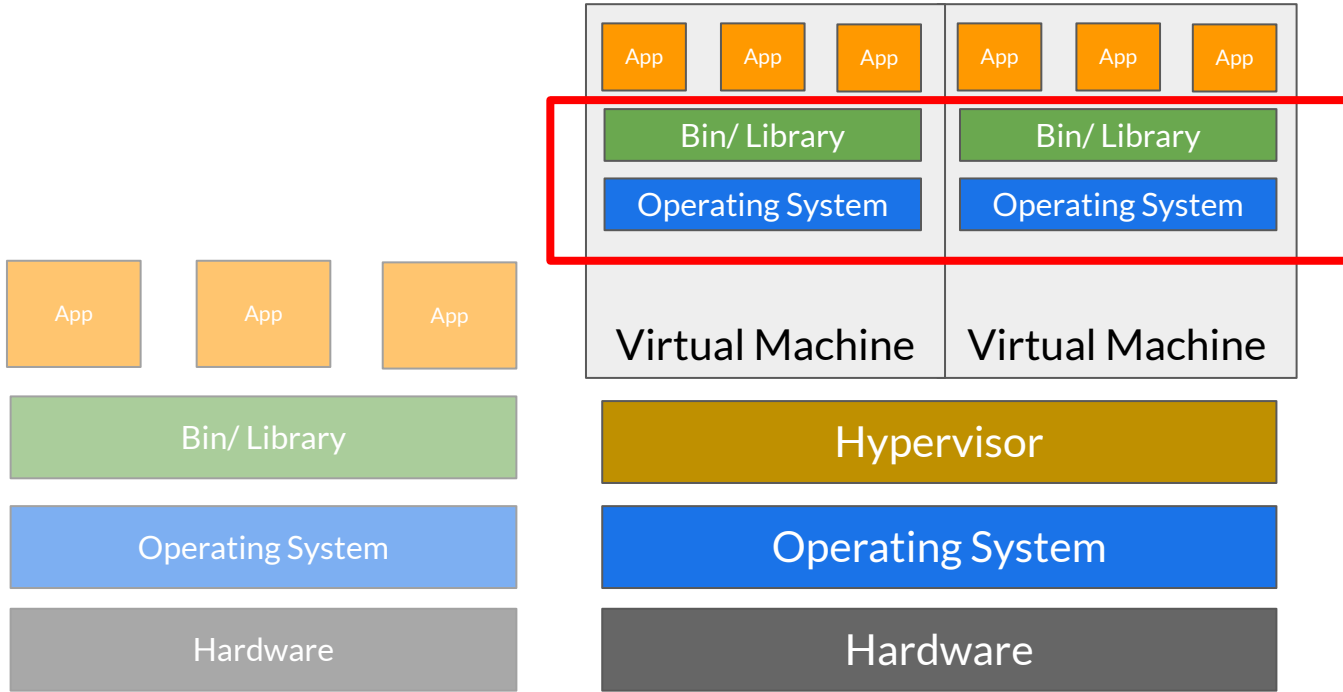 App App App App App App
Bin/ Library Bin/ Library
Operating System Operating System
Virtual Machine Virtual Machine
App App App
Bin/ Library
Operating System
Hardware
Hypervisor
Operating System
Hardware